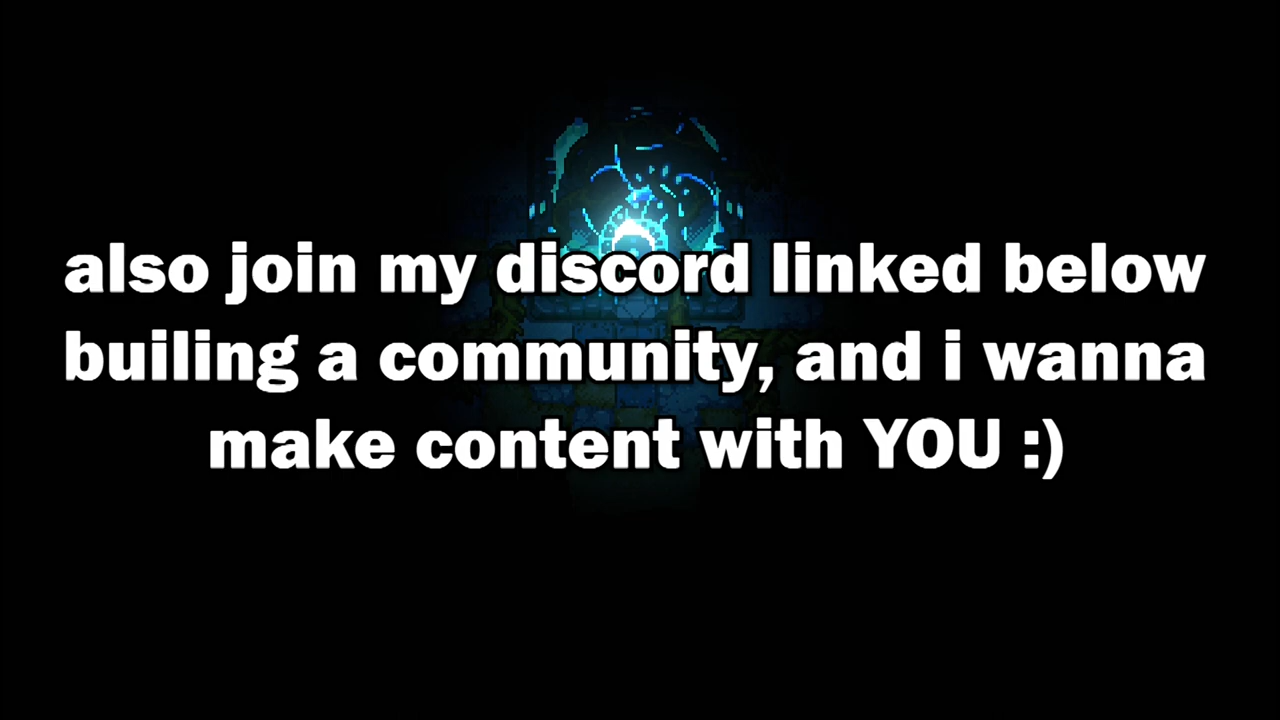 also join my discord linked below
builing a community, and i wanna
make content with YOU :)